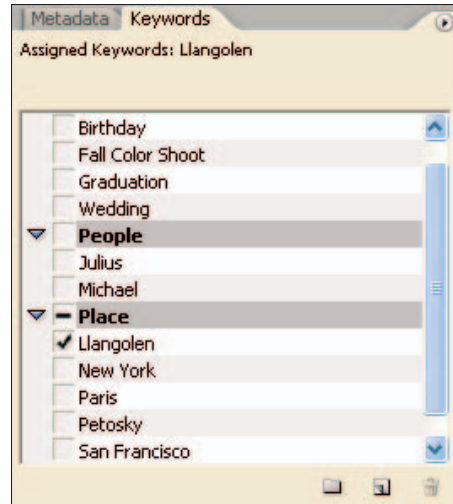 Metadata Keywords
Assigned Keywords: Llangolen
Birthday
Fall Color Shoot
Graduation
Wedding
People
Julius
Michael
Place
Llangolen
New York
Paris
Petosky
San Francisco